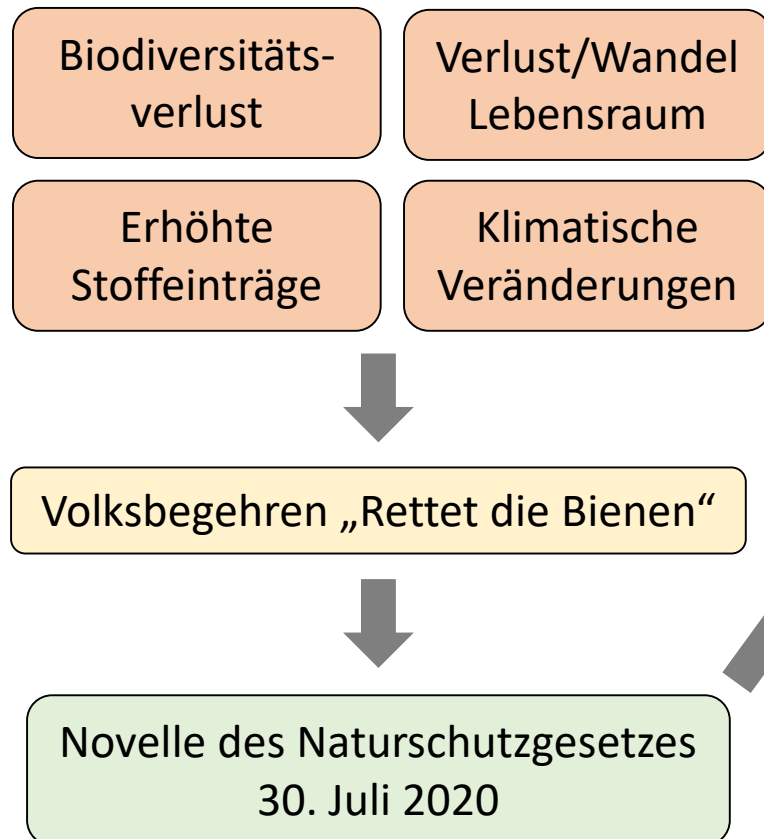 Biodiversitäts-
verlust
Verlust/Wandel
Lebensraum
Erhöhte
Stoffeinträge
Klimatische
Veränderungen
Volksbegehren „Rettet die Bienen“
Novelle des Naturschutzgesetzes
30. Juli 2020